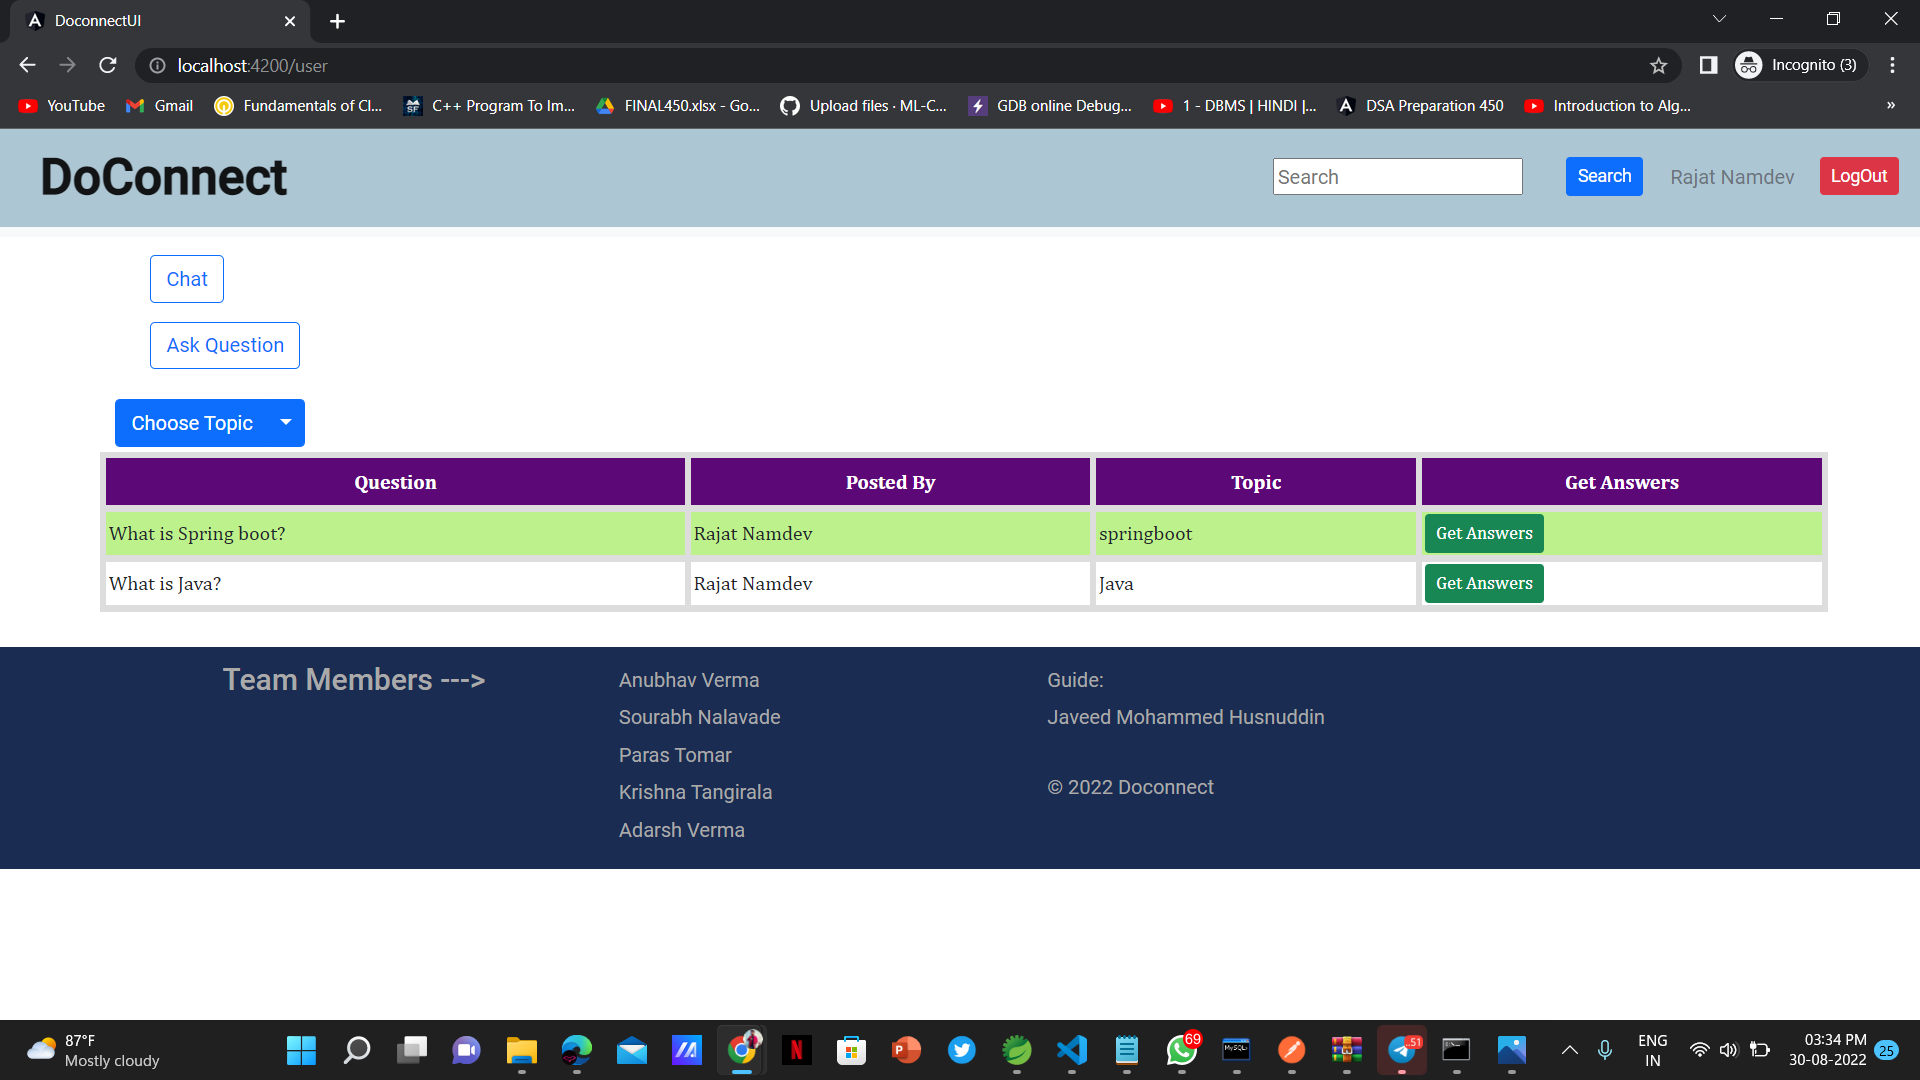 DoconnectUI
localhost:4200/user
Incognito (3)
YouTube
Gmail
Fundamentals of Cl...
C++ Program To Im...
FINAL450.xlsx - Go...
Upload files · ML-C...
GDB online Debug...
1 - DBMS | HINDI |...
DSA Preparation 450
Introduction to Alg...
»
DoConnect
Search
Search
Rajat Namdev
LogOut
Chat
Ask Question
Choose Topic
Question Posted By Topic Get Answers
What is Spring boot? Rajat Namdev springboot Get Answers
What is Java? Rajat Namdev Java Get Answers
Team Members --->
Anubhav Verma
Sourabh Nalavade
Paras Tomar
Krishna Tangirala
Adarsh Verma
Guide:
Javeed Mohammed Husnuddin
© 2022 Doconnect
87°F
Mostly cloudy
69
MySQL
..51
ENG
IN
03:34 PM
30-08-2022
25